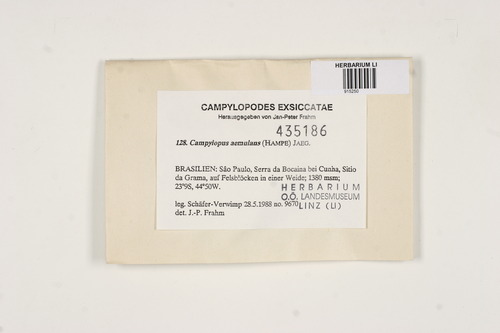 HERBARIUM LI
915250
CAMPYLOPODES EXSICCATAE
Herausgegeben von Jan-Peter Frahm
435186
128. Campylopus aemulans (HAMPE) JAEG.
BRASILIEN: São Paulo, Serra da Bocaina bei Cunha, Sitio
da Grama, auf Felsblöcken in einer Weide; 1380 msm;
23°9S, 44°50W.
HERBARIUM
O.Ö. LANDESMUSEUM
LINZ (LI)
leg. Schäfer-Verwimp 28.5.1988 no. 9670
det. J.-P. Frahm